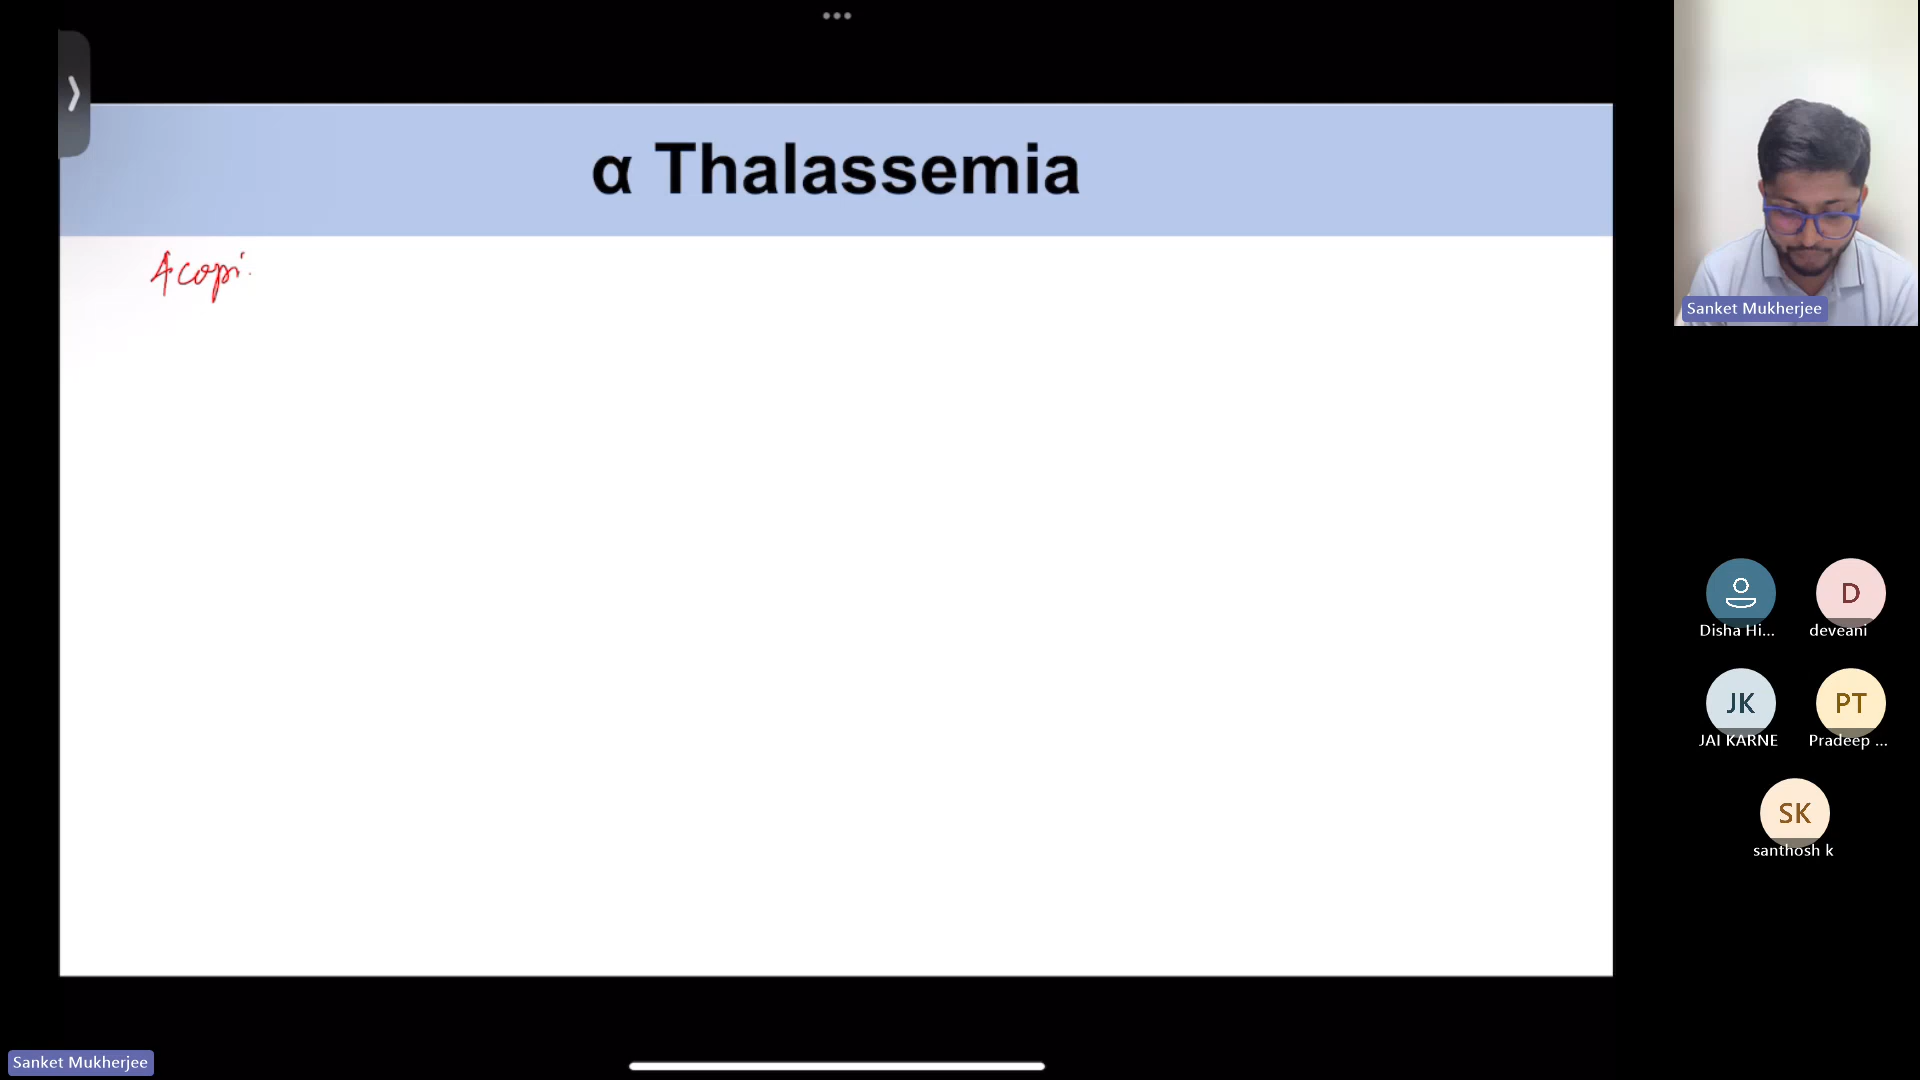 α Thalassemia
4 copi
Sanket Mukherjee
Disha Hi...
D
deveani
JK
JAI KARNE
PT
Pradeep ...
SK
santhosh k
Sanket Mukherjee